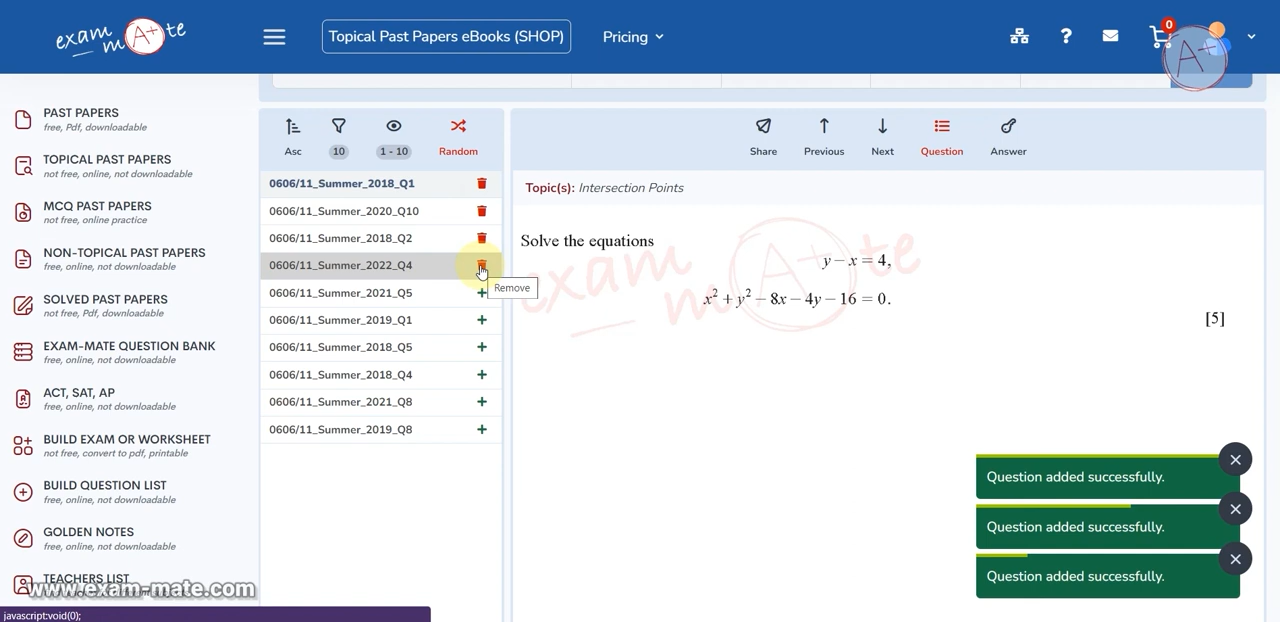 exam mA+te
Topical Past Papers eBooks (SHOP)
Pricing
?
0
A+
PAST PAPERS
free, Pdf, downloadable
TOPICAL PAST PAPERS
not free, online, not downloadable
MCQ PAST PAPERS
not free, online practice
NON-TOPICAL PAST PAPERS
free, online, not downloadable
SOLVED PAST PAPERS
not free, Pdf, downloadable
EXAM-MATE QUESTION BANK
free, online, not downloadable
ACT, SAT, AP
free, online, not downloadable
BUILD EXAM OR WORKSHEET
not free, convert to pdf, printable
BUILD QUESTION LIST
free, online, not downloadable
GOLDEN NOTES
free, online, not downloadable
TEACHERS LIST
www.exam-mate.com
javascript:void(0);
Asc
10
1 - 10
Random
0606/11_Summer_2018_Q1
0606/11_Summer_2020_Q10
0606/11_Summer_2018_Q2
0606/11_Summer_2022_Q4
Remove
0606/11_Summer_2021_Q5
0606/11_Summer_2019_Q1
0606/11_Summer_2018_Q5
0606/11_Summer_2018_Q4
0606/11_Summer_2021_Q8
0606/11_Summer_2019_Q8
Share
Previous
Next
Question
Answer
Topic(s): Intersection Points
exam mA+te
Solve the equations
y − x = 4,
x² + y² − 8x − 4y − 16 = 0.
[5]
Question added successfully.
Question added successfully.
Question added successfully.